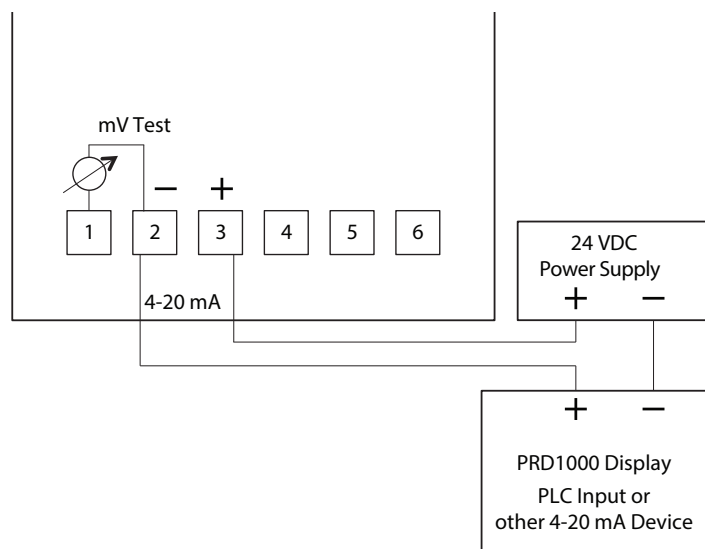 mV Test
− +
1 2 3 4 5 6
4-20 mA
24 VDC
Power Supply
+ −
+ −
PRD1000 Display
PLC Input or
other 4-20 mA Device